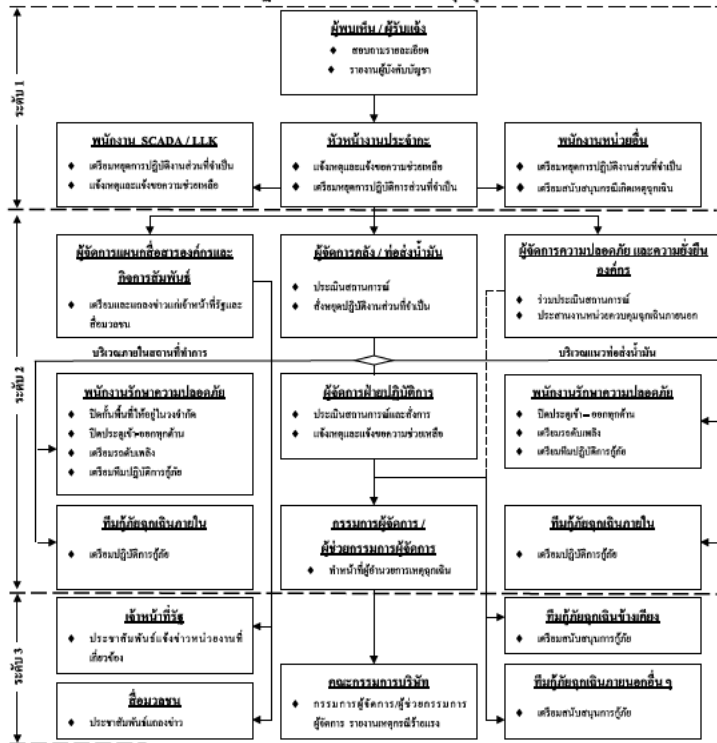 ผู้พบเห็น / ผู้รับแจ้ง
♦ สอบถามรายละเอียด
♦ รายงานผู้บังคับบัญชา
ระดับ 1
พนักงาน SCADA / LLK
♦ เตรียมหยุดการปฏิบัติงานส่วนที่จำเป็น
♦ แจ้งเหตุและแจ้งขอความช่วยเหลือ
หัวหน้างานประจำกะ
♦ แจ้งเหตุและแจ้งขอความช่วยเหลือ
♦ เตรียมหยุดการปฏิบัติการส่วนที่จำเป็น
พนักงานหน่วยอื่น
♦ เตรียมหยุดการปฏิบัติงานส่วนที่จำเป็น
♦ เตรียมสนับสนุนกรณีเกิดเหตุฉุกเฉิน
ระดับ 2
ผู้จัดการแผนกสื่อสารองค์กรและ
กิจการสัมพันธ์
♦ เตรียมและแถลงข่าวแก่เจ้าหน้าที่รัฐและ
สื่อมวลชน
ผู้จัดการคลัง / ท่อส่งน้ำมัน
♦ ประเมินสถานการณ์
♦ สั่งหยุดปฏิบัติงานส่วนที่จำเป็น
ผู้จัดการความปลอดภัย และความยั่งยืน
องค์กร
♦ ร่วมประเมินสถานการณ์
♦ ประสานงานหน่วยควบคุมฉุกเฉินภายนอก
บริเวณภายในสถานที่ทำการ
บริเวณแนวท่อส่งน้ำมัน
พนักงานรักษาความปลอดภัย
♦ ปิดกั้นพื้นที่ให้อยู่ในวงจำกัด
♦ ปิดประตูเข้า-ออกทุกด้าน
♦ เตรียมรถดับเพลิง
♦ เตรียมทีมปฏิบัติการกู้ภัย
ผู้จัดการฝ่ายปฏิบัติการ
♦ ประเมินสถานการณ์และสั่งการ
♦ แจ้งเหตุและแจ้งขอความช่วยเหลือ
พนักงานรักษาความปลอดภัย
♦ ปิดประตูเข้า – ออกทุกด้าน
♦ เตรียมรถดับเพลิง
♦ เตรียมทีมปฏิบัติการกู้ภัย
ทีมกู้ภัยฉุกเฉินภายใน
♦ เตรียมปฏิบัติการกู้ภัย
กรรมการผู้จัดการ /
ผู้ช่วยกรรมการผู้จัดการ
♦ ทำหน้าที่ผู้อำนวยการเหตุฉุกเฉิน
ทีมกู้ภัยฉุกเฉินภายใน
♦ เตรียมปฏิบัติการกู้ภัย
ระดับ 3
เจ้าหน้าที่รัฐ
♦ ประชาสัมพันธ์แจ้งข่าวหน่วยงานที่
เกี่ยวข้อง
ทีมกู้ภัยฉุกเฉินข้างเคียง
♦ เตรียมสนับสนุนการกู้ภัย
สื่อมวลชน
♦ ประชาสัมพันธ์แถลงข่าว
คณะกรรมการบริษัท
♦ กรรมการผู้จัดการ/ผู้ช่วยกรรมการ
ผู้จัดการ รายงานเหตุกรณีร้ายแรง
ทีมกู้ภัยฉุกเฉินภายนอกอื่น ๆ
♦ เตรียมสนับสนุนการกู้ภัย